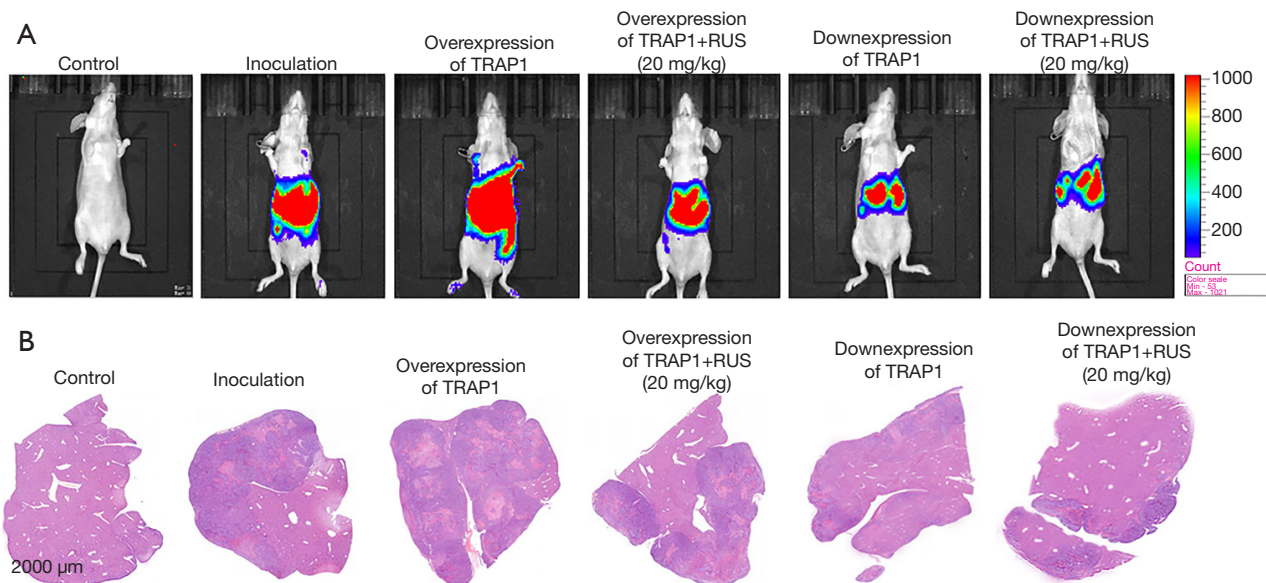 A
Control
Inoculation
Overexpression
of TRAP1
Overexpression
of TRAP1+RUS
(20 mg/kg)
Downexpression
of TRAP1
Downexpression
of TRAP1+RUS
(20 mg/kg)
1000
800
600
400
200
Count
Color seale
Min - 53
Max - 1021
B
Control
Inoculation
Overexpression
of TRAP1
Overexpression
of TRAP1+RUS
(20 mg/kg)
Downexpression
of TRAP1
Downexpression
of TRAP1+RUS
(20 mg/kg)
2000 µm